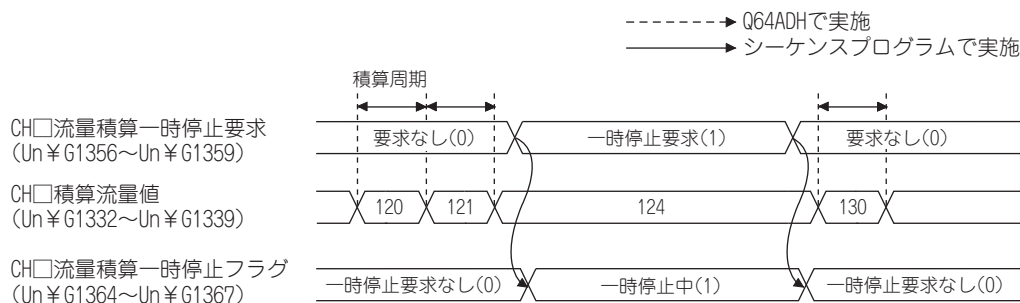 Q64ADHで実施
シーケンスプログラムで実施
積算周期
CH□流量積算一時停止要求
(Un￥G1356～Un￥G1359)
要求なし(0)
一時停止要求(1)
要求なし(0)
CH□積算流量値
(Un￥G1332～Un￥G1339)
120
121
124
130
CH□流量積算一時停止フラグ
(Un￥G1364～Un￥G1367)
一時停止要求なし(0)
一時停止中(1)
一時停止要求なし(0)